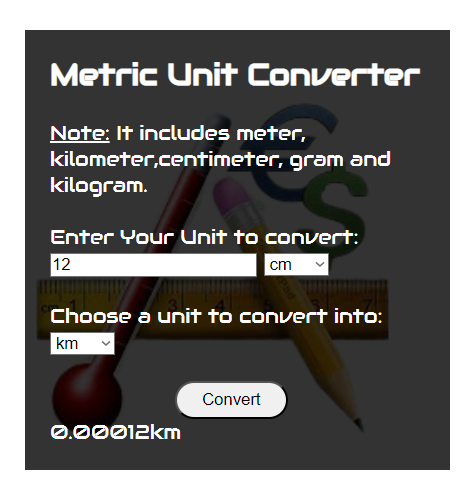 Metric Unit Converter
Note: It includes meter,
kilometer,centimeter, gram and
kilogram.
Enter Your Unit to convert:
12 cm
Choose a unit to convert into:
km
Convert
0.00012km